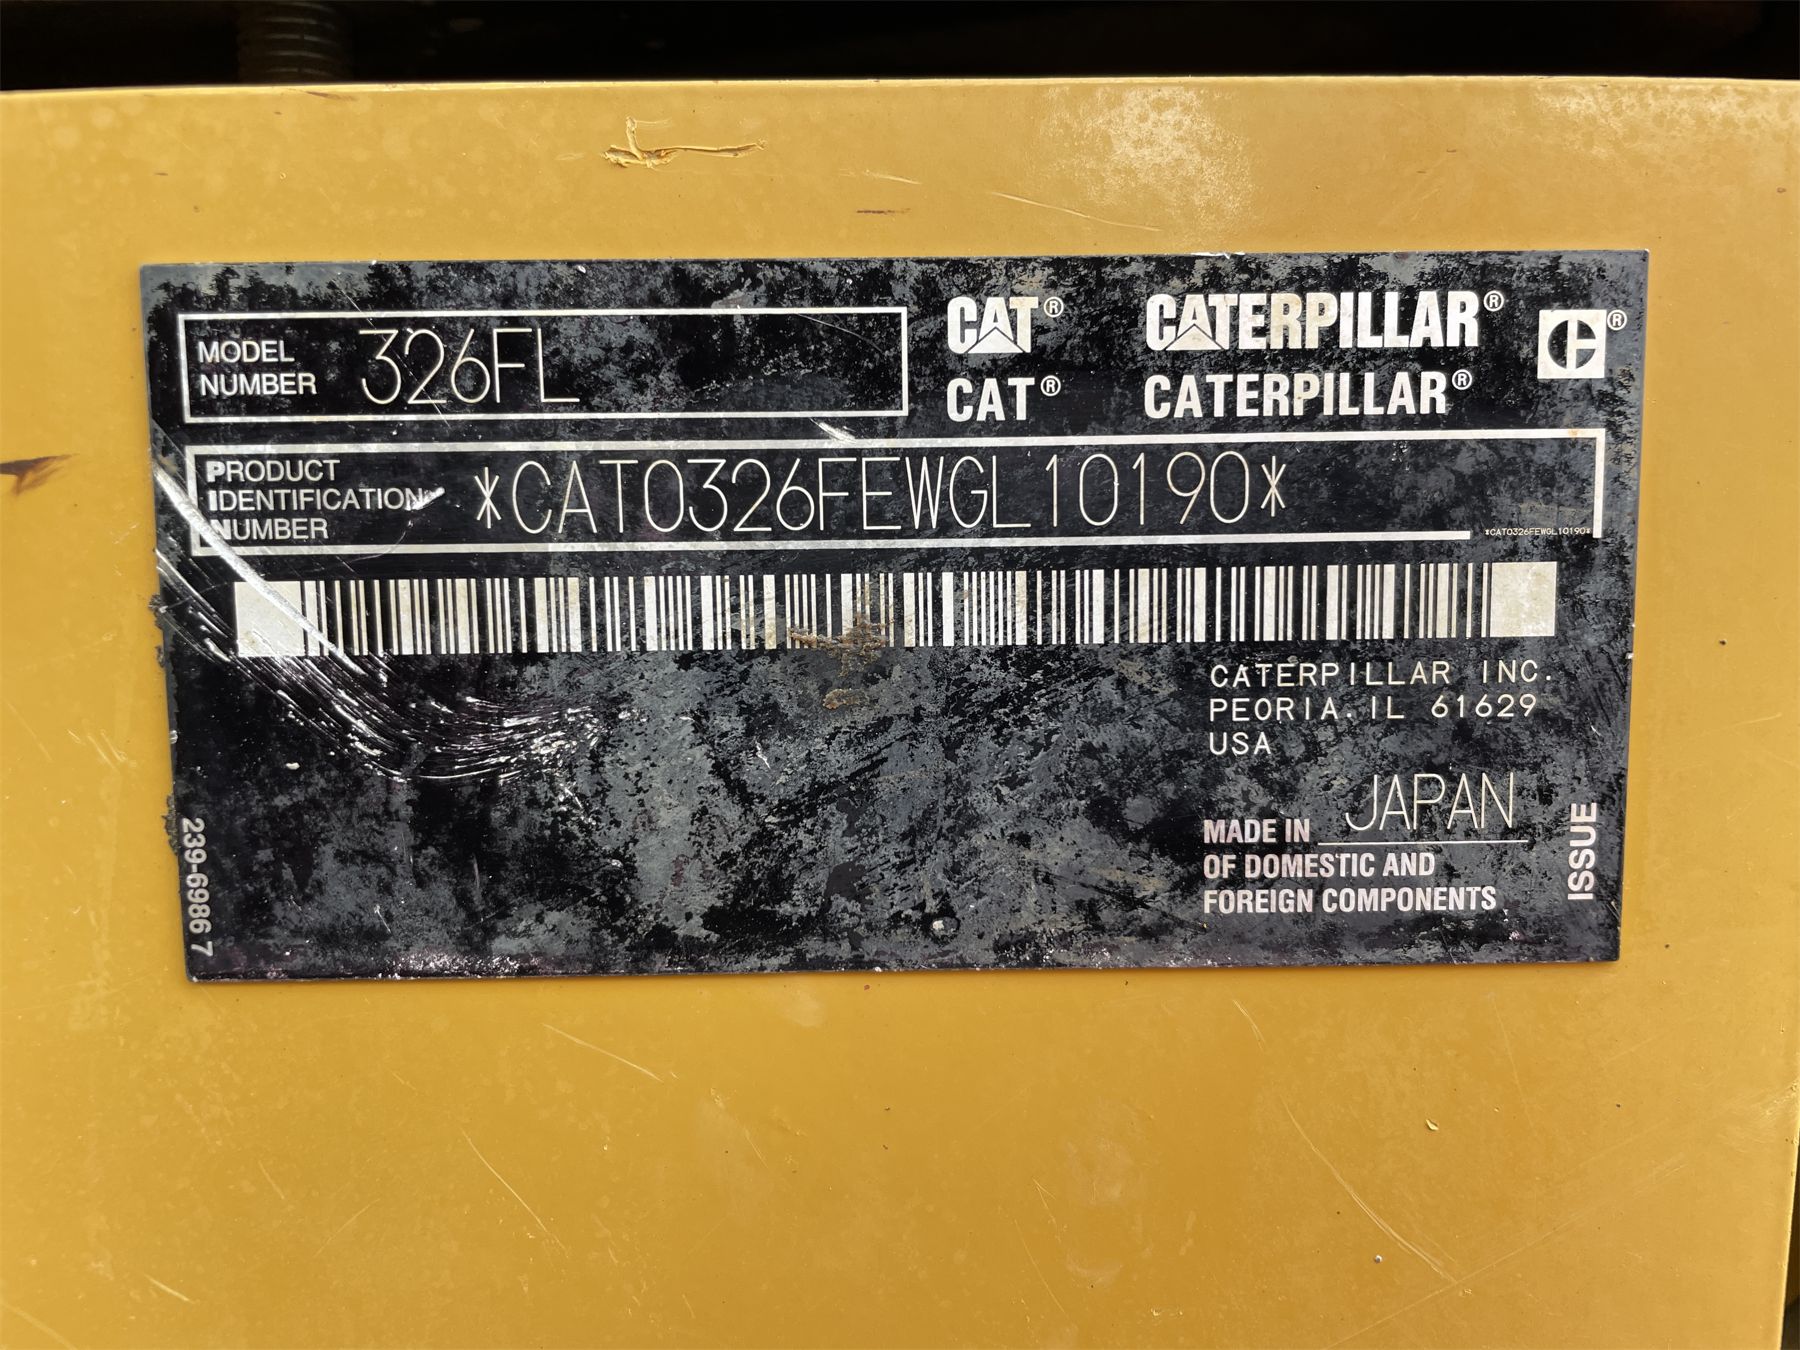 MODEL NUMBER 326FL
CAT® CATERPILLAR®
CAT® CATERPILLAR®
PRODUCT
IDENTIFICATION
NUMBER
*CAT0326FEWGL10190*
*CAT0326FEWGL10190*
CATERPILLAR INC.
PEORIA, IL 61629
USA
MADE IN JAPAN
OF DOMESTIC AND
FOREIGN COMPONENTS
ISSUE
239-6986 7